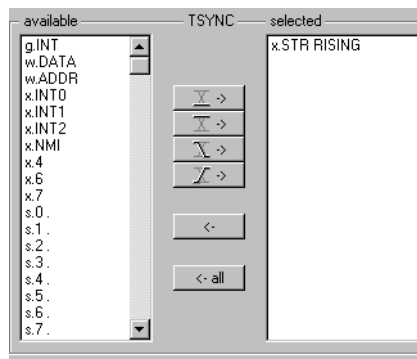 available
TSYNC
selected
g.INT
w.DATA
w.ADDR
x.INT0
x.INT1
x.INT2
x.NMI
x.4
x.6
x.7
s.0 .
s.1 .
s.2 .
s.3 .
s.4 .
s.5 .
s.6 .
s.7 .
->
->
->
->
<-
<- all
x.STR RISING